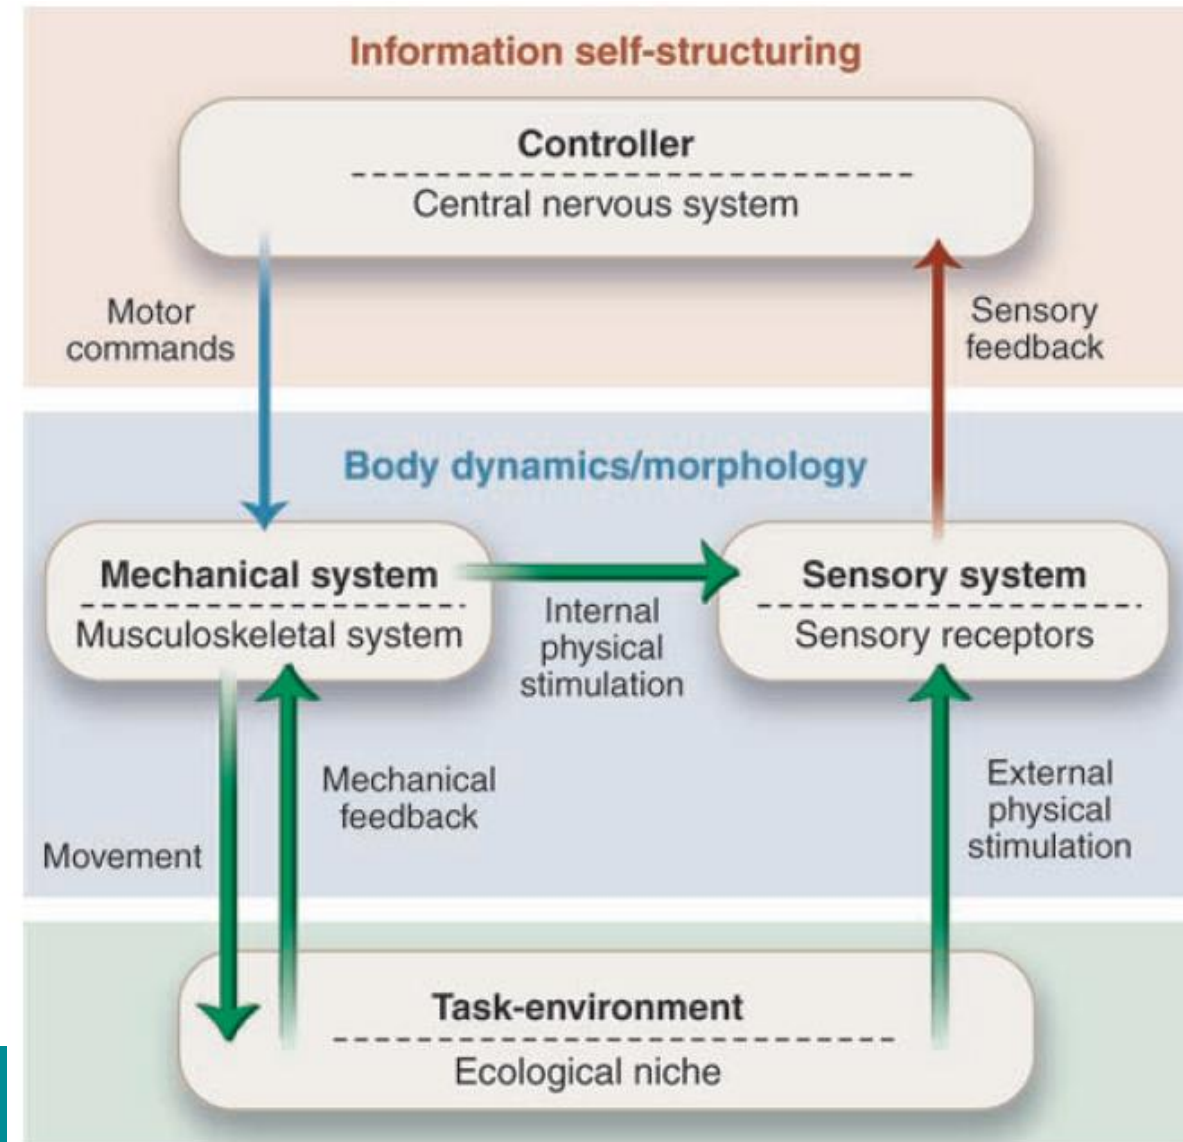 Information self-structuring
Controller
Central nervous system
Motor
commands
Sensory
feedback
Body dynamics/morphology
Mechanical system
Musculoskeletal system
Internal
physical
stimulation
Sensory system
Sensory receptors
Movement
Mechanical
feedback
External
physical
stimulation
Task-environment
Ecological niche